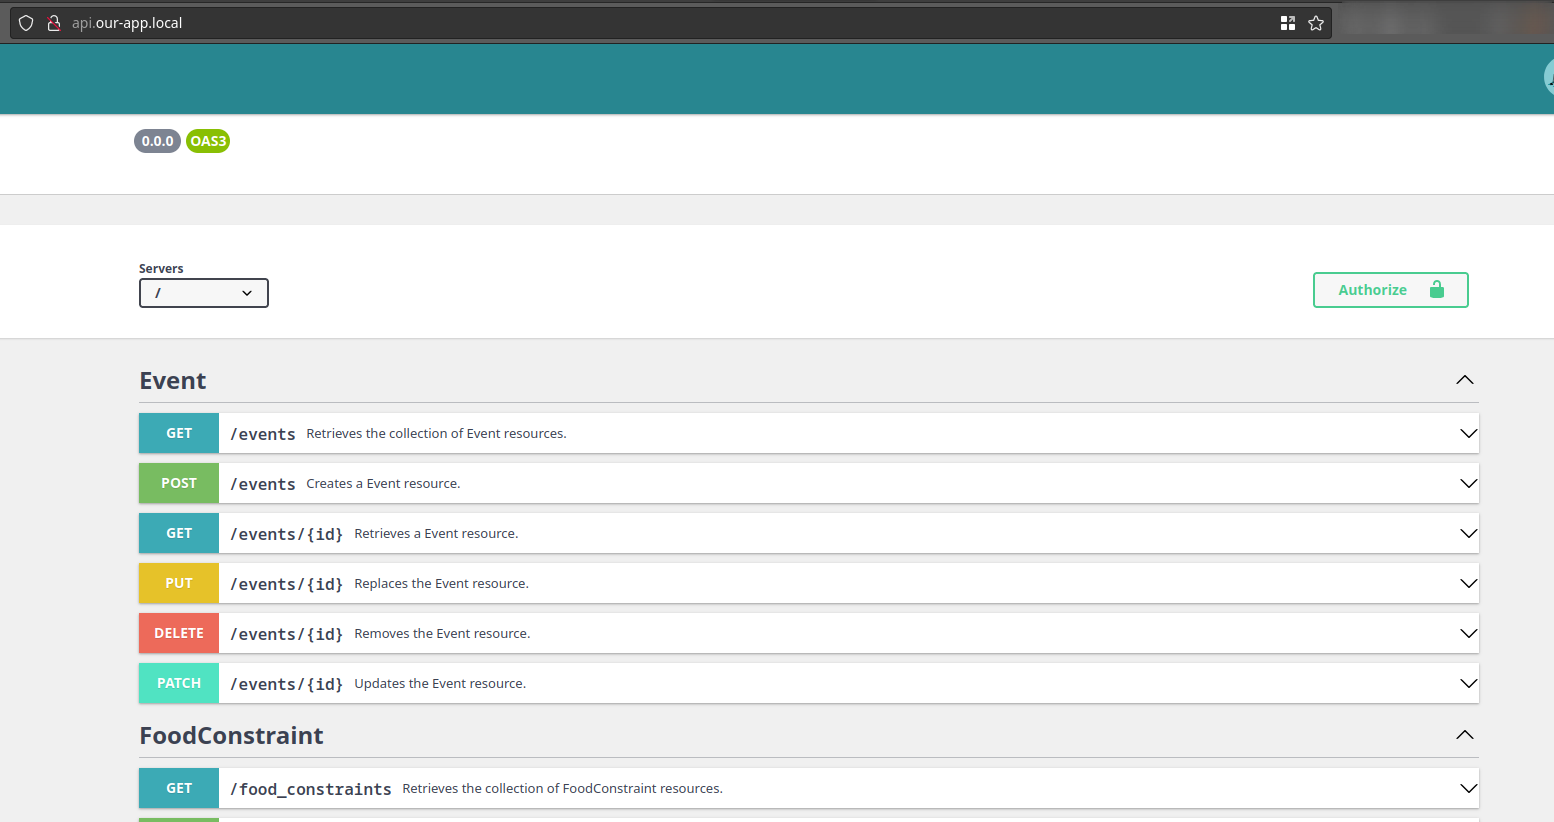 api.our-app.local
0.0.0 OAS3
Servers
/
Authorize
Event
GET /events Retrieves the collection of Event resources.
POST /events Creates a Event resource.
GET /events/{id} Retrieves a Event resource.
PUT /events/{id} Replaces the Event resource.
DELETE /events/{id} Removes the Event resource.
PATCH /events/{id} Updates the Event resource.
FoodConstraint
GET /food_constraints Retrieves the collection of FoodConstraint resources.